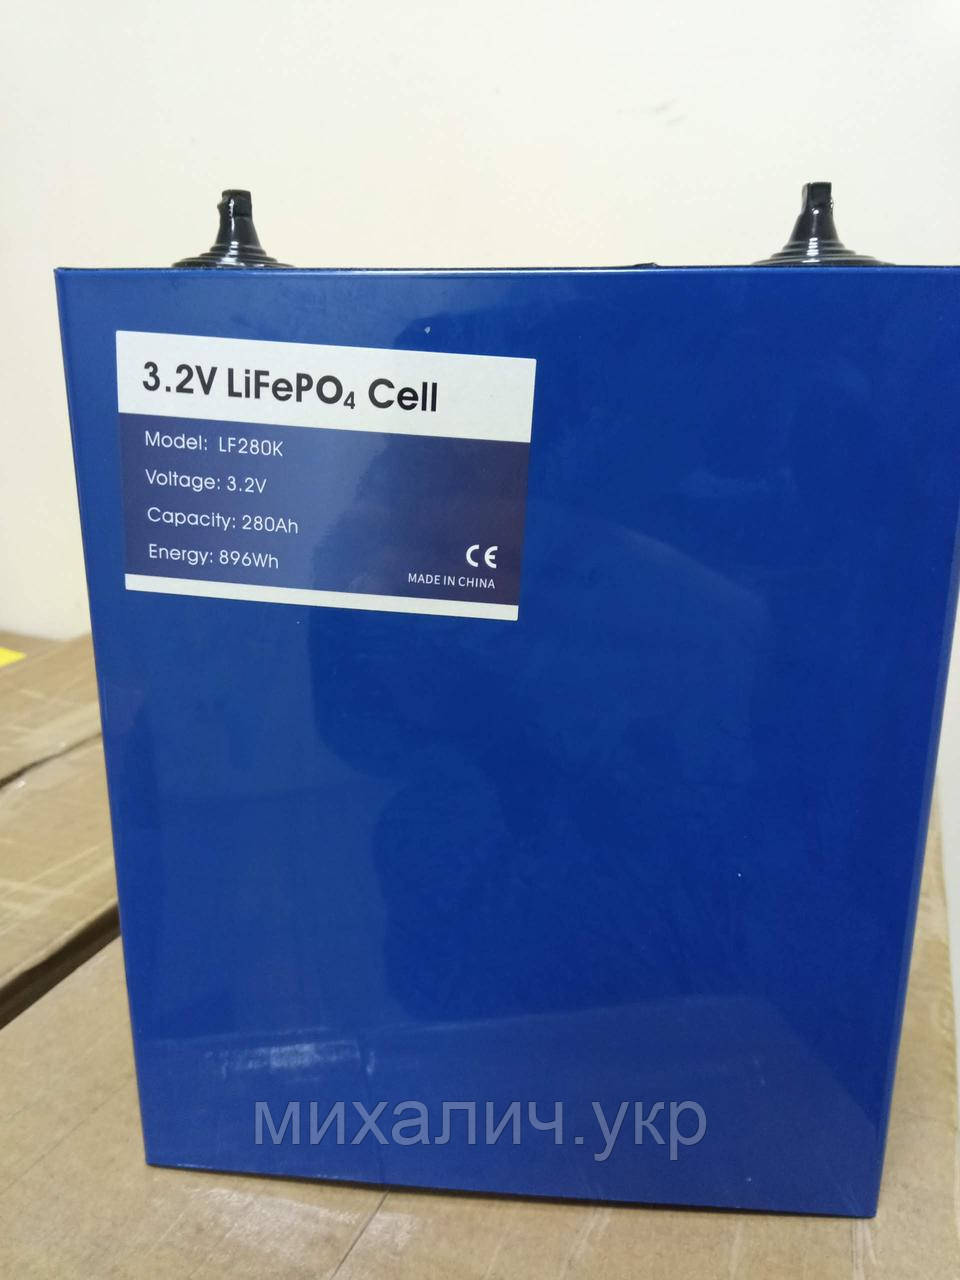 3.2V LiFePO₄ Cell
Model: LF280K
Voltage: 3.2V
Capacity: 280Ah
Energy: 896Wh
CE
MADE IN CHINA
михалич.укр